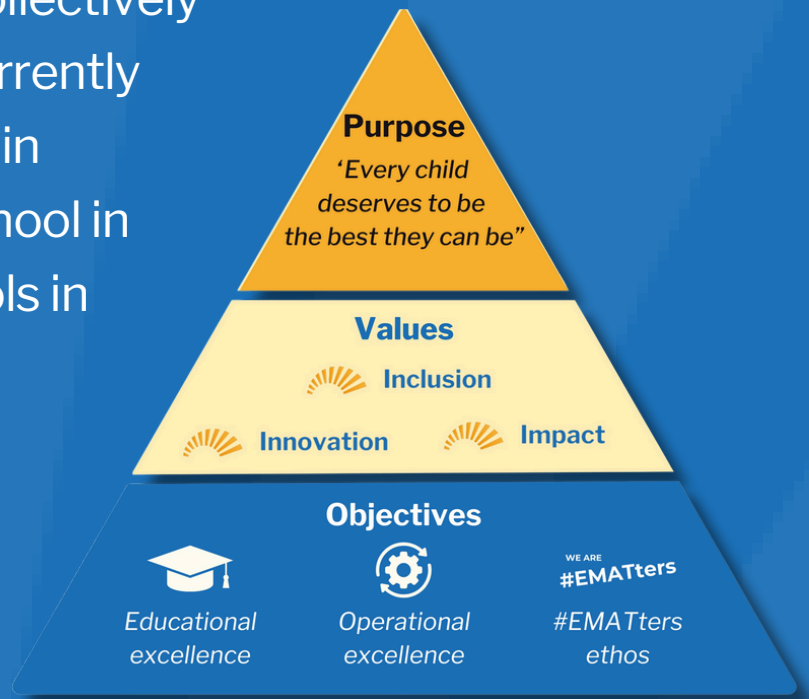 in
Purpose
‘Every child
deserves to be
the best they can be”
Values
Inclusion
Innovation
Impact
Objectives
WE ARE
#EMATters
Educational
excellence
Operational
excellence
#EMATters
ethos